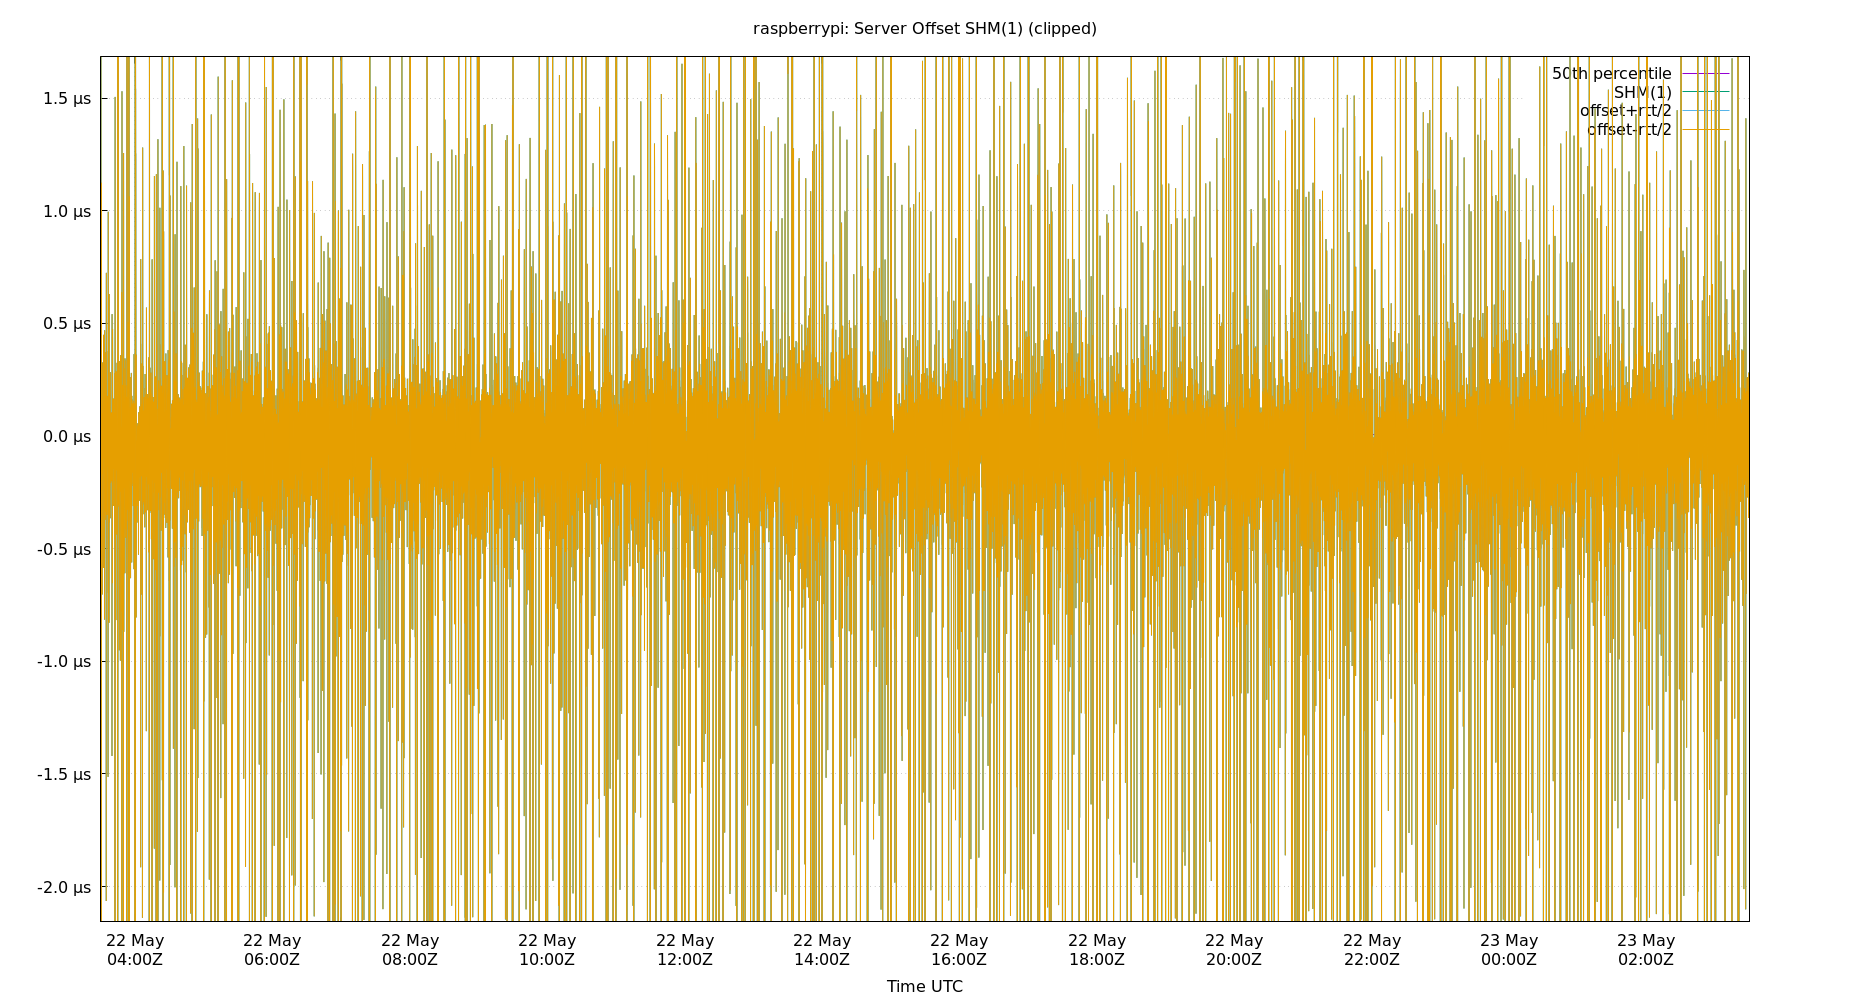 raspberrypi: Server Offset SHM(1) (clipped)
50th percentile
SHM(1)
offset+rtt/2
offset-rtt/2
1.5 µs
1.0 µs
0.5 µs
0.0 µs
-0.5 µs
-1.0 µs
-1.5 µs
-2.0 µs
22 May 22 May 22 May 22 May 22 May 22 May 22 May 22 May 22 May 22 May 23 May 23 May
04:00Z 06:00Z 08:00Z 10:00Z 12:00Z 14:00Z 16:00Z 18:00Z 20:00Z 22:00Z 00:00Z 02:00Z
Time UTC